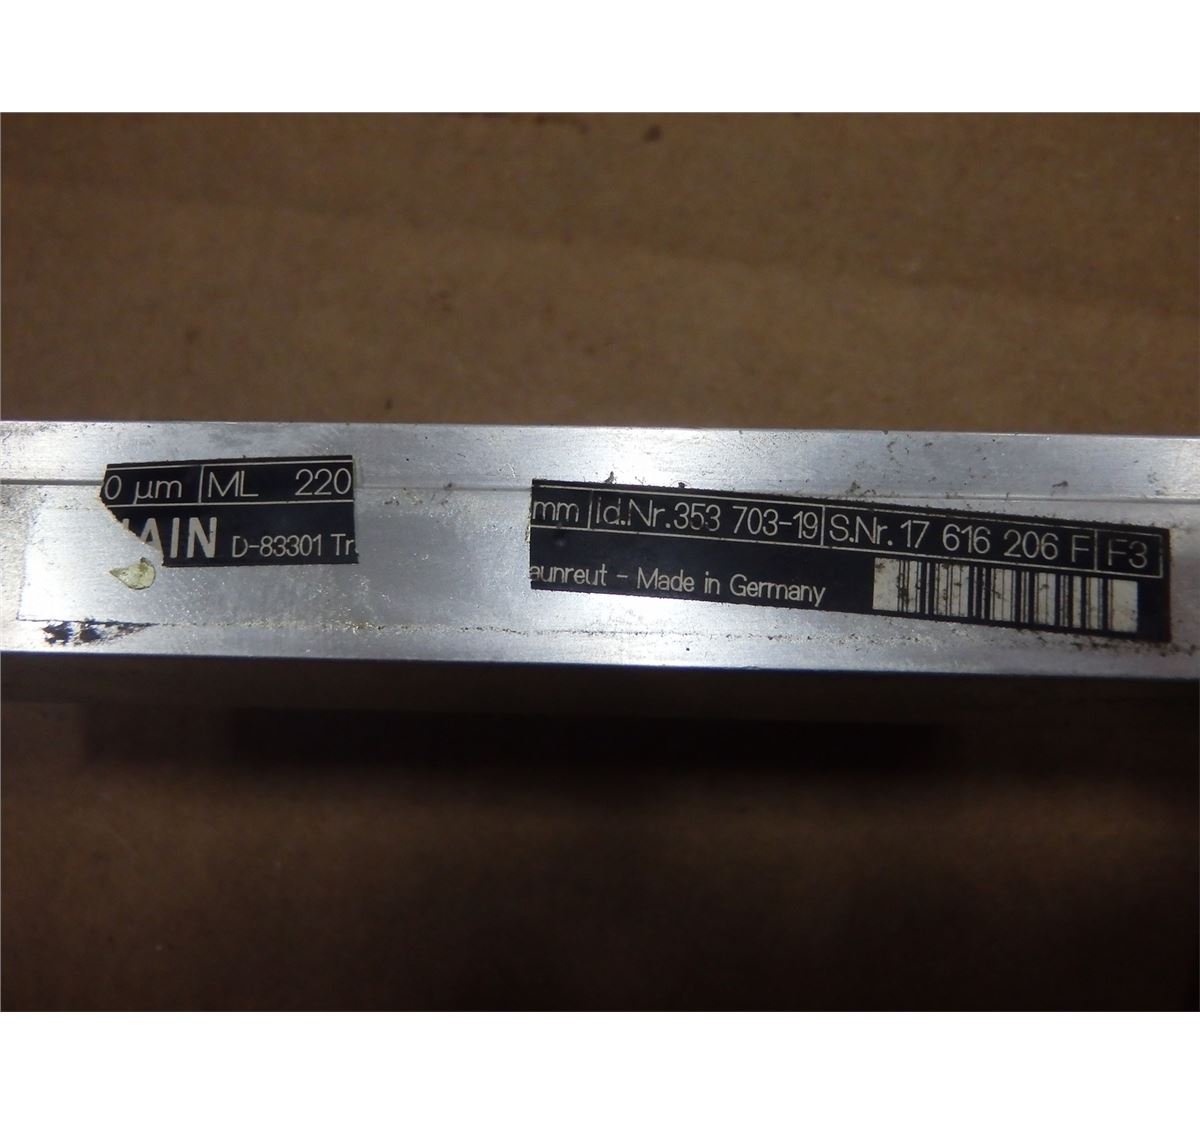 0 µm ML 220
AIN D-83301 Tr
mm id.Nr.353 703-19 S.Nr. 17 616 206 F F3
aunreut - Made in Germany